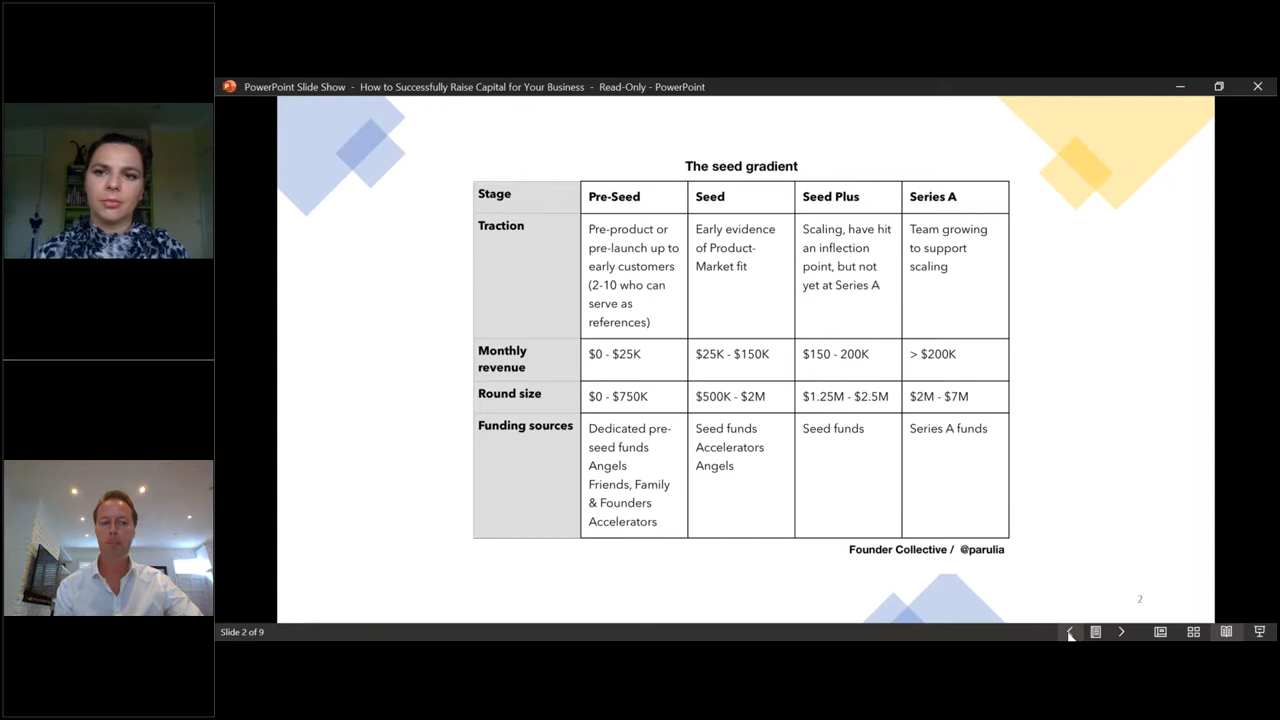 PowerPoint Slide Show - How to Successfully Raise Capital for Your Business - Read-Only - PowerPoint
The seed gradient
Stage
Pre-Seed
Seed
Seed Plus
Series A
Traction
Pre-product or
pre-launch up to
early customers
(2-10 who can
serve as
references)
Early evidence
of Product-
Market fit
Scaling, have hit
an inflection
point, but not
yet at Series A
Team growing
to support
scaling
Monthly
revenue
$0 - $25K
$25K - $150K
$150 - 200K
> $200K
Round size
$0 - $750K
$500K - $2M
$1.25M - $2.5M
$2M - $7M
Funding sources
Dedicated pre-
seed funds
Angels
Friends, Family
& Founders
Accelerators
Seed funds
Accelerators
Angels
Seed funds
Series A funds
Founder Collective / @parulia
2
Slide 2 of 9